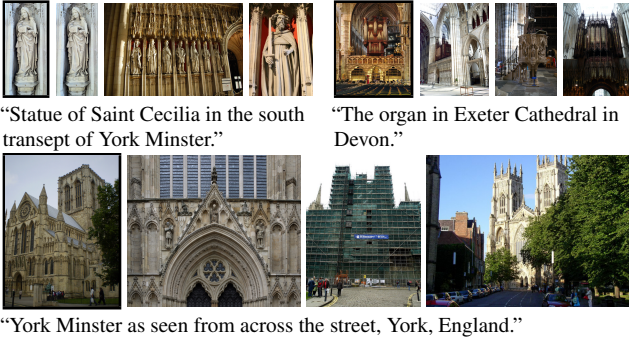 “Statue of Saint Cecilia in the south
transept of York Minster.”
“The organ in Exeter Cathedral in
Devon.”
“York Minster as seen from across the street, York, England.”